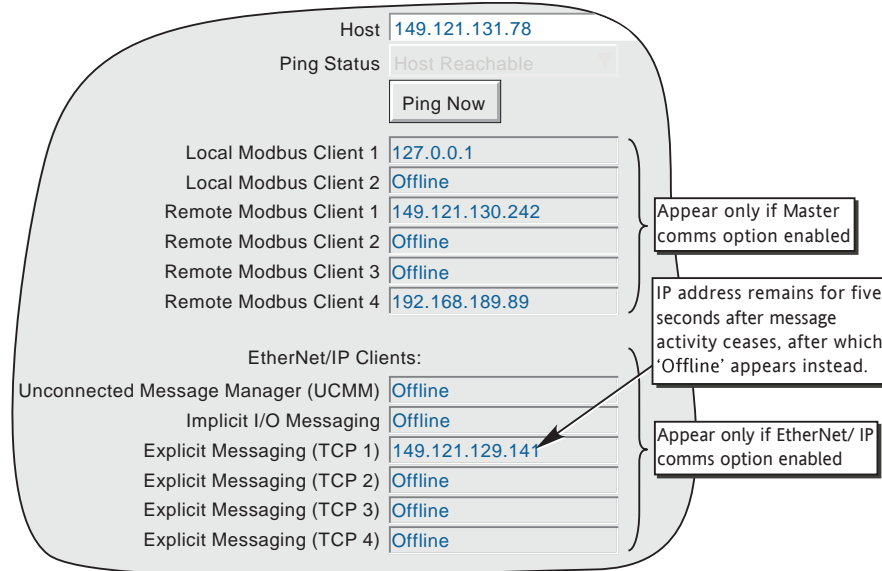 Host 149.121.131.78
Ping Status Host Reachable
Ping Now
Local Modbus Client 1 127.0.0.1
Local Modbus Client 2 Offline
Remote Modbus Client 1 149.121.130.242
Remote Modbus Client 2 Offline
Remote Modbus Client 3 Offline
Remote Modbus Client 4 192.168.189.89
Appear only if Master
comms option enabled
IP address remains for five
seconds after message
activity ceases, after which
'Offline' appears instead.
EtherNet/IP Clients:
Unconnected Message Manager (UCMM) Offline
Implicit I/O Messaging Offline
Explicit Messaging (TCP 1) 149.121.129.141
Explicit Messaging (TCP 2) Offline
Explicit Messaging (TCP 3) Offline
Explicit Messaging (TCP 4) Offline
Appear only if EtherNet/ IP
comms option enabled